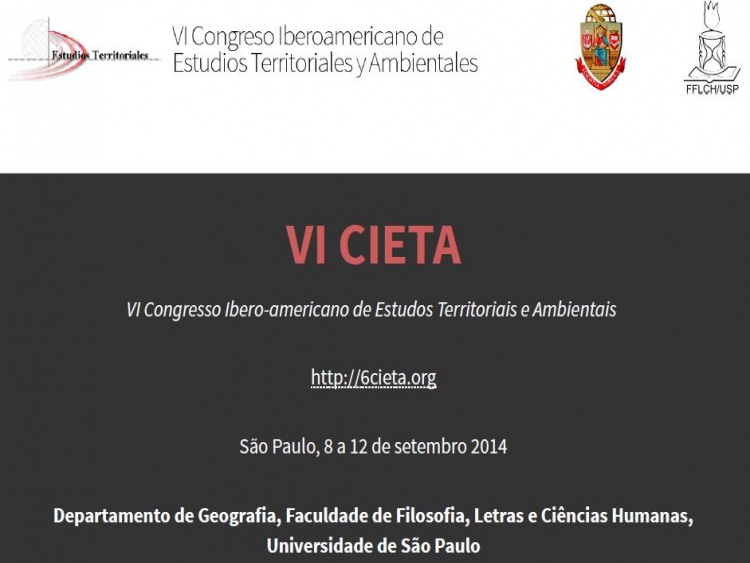 Estudios Territoriales
VI Congreso Iberoamericano de
Estudios Territoriales y Ambientales
FFLCH/USP
VI CIETA
VI Congresso Ibero-americano de Estudos Territoriais e Ambientais
http://6cieta.org
São Paulo, 8 a 12 de setembro 2014
Departamento de Geografia, Faculdade de Filosofia, Letras e Ciências Humanas,
Universidade de São Paulo